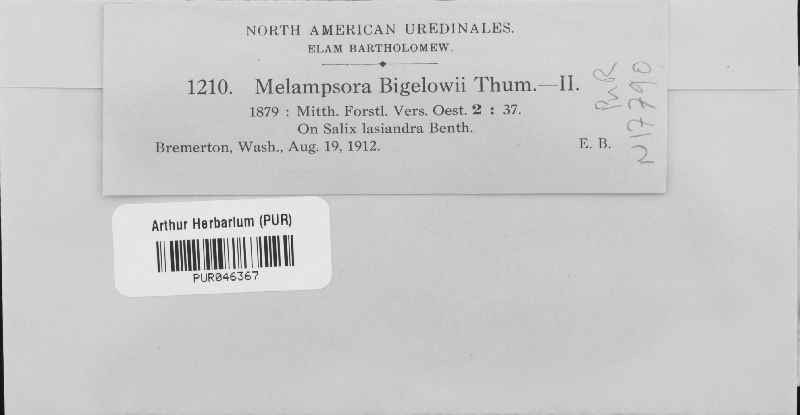 NORTH AMERICAN UREDINALES.
ELAM BARTHOLOMEW.
1210. Melampsora Bigelowii Thum.—II.
1879 : Mitth. Forstl. Vers. Oest. 2 : 37.
On Salix lasiandra Benth.
Bremerton, Wash., Aug. 19, 1912. E. B.
PUR
N17790
Arthur Herbarium (PUR)
PUR046367